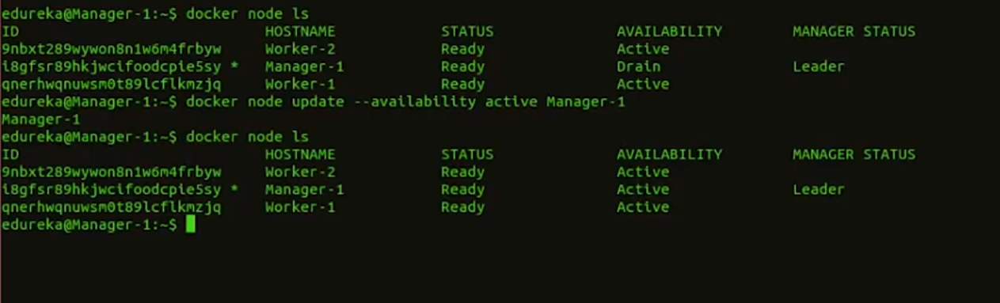 edureka@Manager-1:~$ docker node ls
ID HOSTNAME STATUS AVAILABILITY MANAGER STATUS
9nbxt289wywon8n1w6m4frbyw Worker-2 Ready Active
i8gfsr89hkjwcifoodcpie5sy * Manager-1 Ready Drain Leader
qnerhwqnuwsm0t89lcflkmzjq Worker-1 Ready Active
edureka@Manager-1:~$ docker node update --availability active Manager-1
Manager-1
edureka@Manager-1:~$ docker node ls
ID HOSTNAME STATUS AVAILABILITY MANAGER STATUS
9nbxt289wywon8n1w6m4frbyw Worker-2 Ready Active
i8gfsr89hkjwcifoodcpie5sy * Manager-1 Ready Active Leader
qnerhwqnuwsm0t89lcflkmzjq Worker-1 Ready Active
edureka@Manager-1:~$